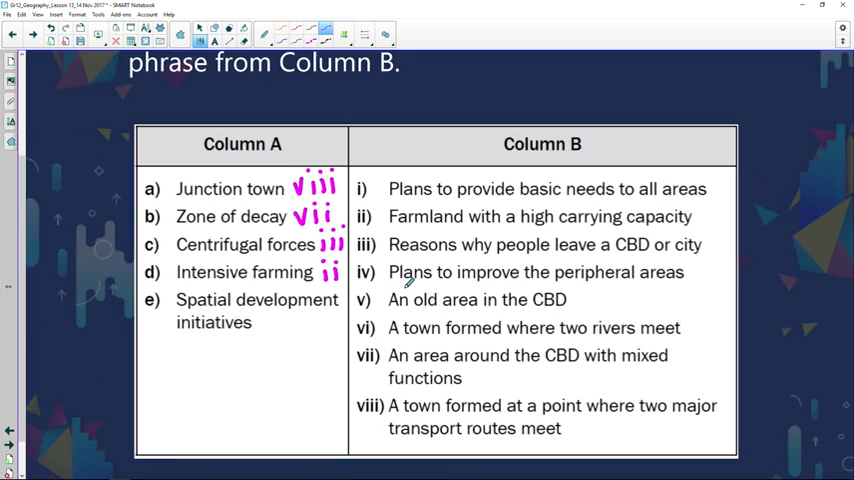 Gr12_Geography_Lesson 13_14 Nov 2017 * - SMART Notebook
File Edit View Insert Format Tools Add-ons Account Help
phrase from Column B.
Column A Column B
a) Junction town viii
b) Zone of decay vii
c) Centrifugal forces iii
d) Intensive farming ii
e) Spatial development
initiatives
i) Plans to provide basic needs to all areas
ii) Farmland with a high carrying capacity
iii) Reasons why people leave a CBD or city
iv) Plans to improve the peripheral areas
v) An old area in the CBD
vi) A town formed where two rivers meet
vii) An area around the CBD with mixed
functions
viii) A town formed at a point where two major
transport routes meet